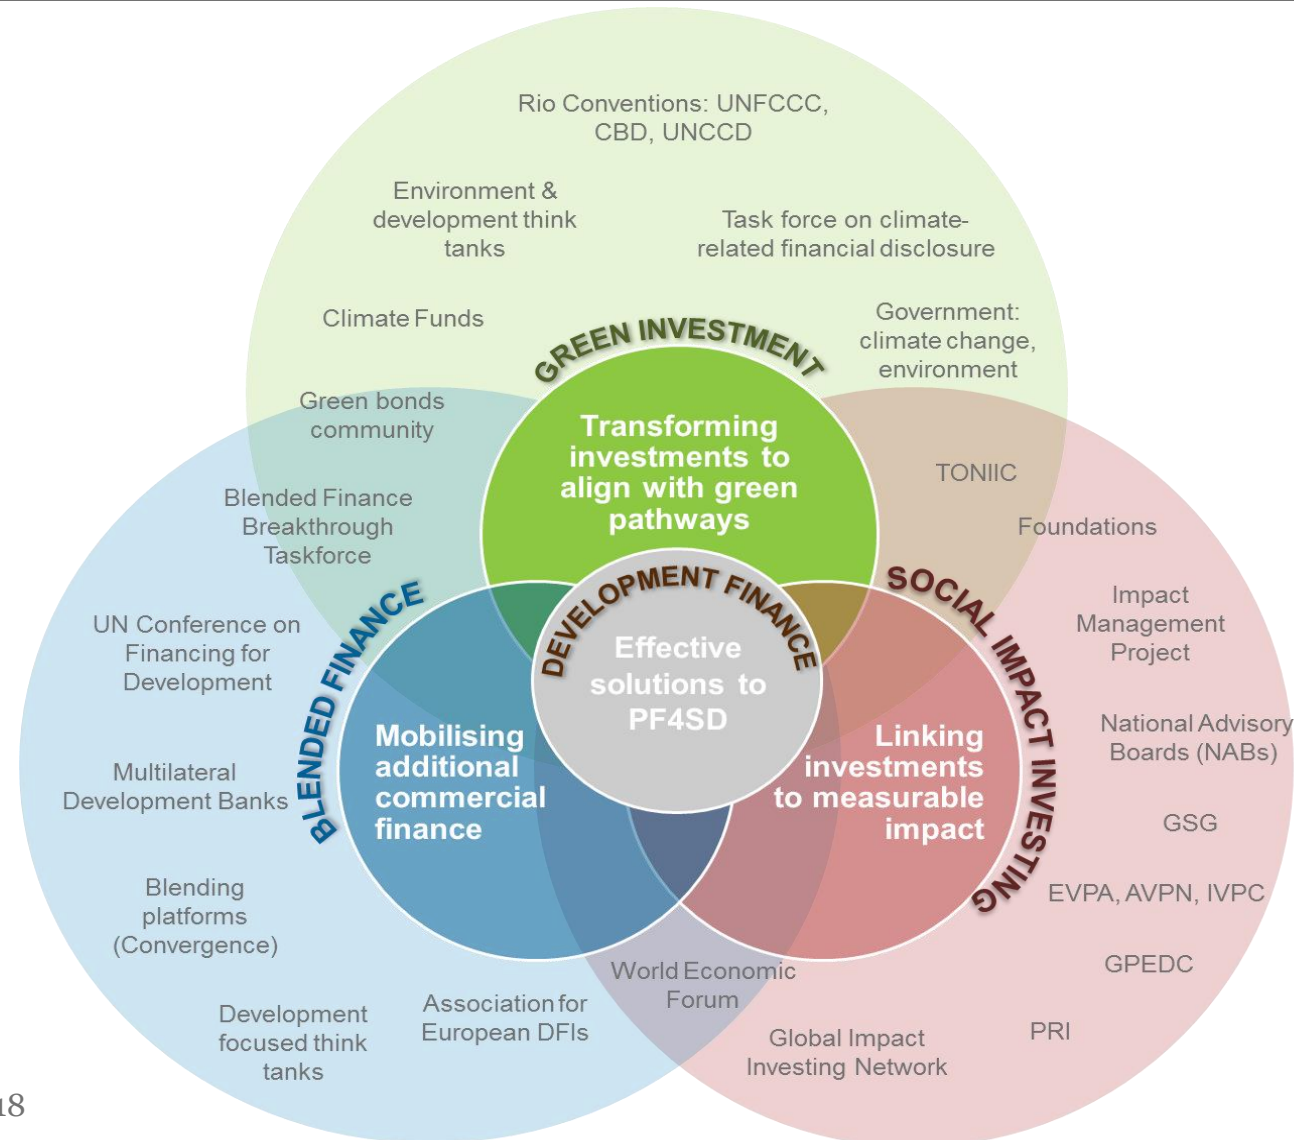 Rio Conventions: UNFCCC,
CBD, UNCCD
Environment &
development think
tanks
Task force on climate-
related financial disclosure
Climate Funds
Government:
climate change,
environment
GREEN INVESTMENT
Transforming
investments to
align with green
pathways
Green bonds
community
TONIIC
Blended Finance
Breakthrough
Taskforce
Foundations
BLENDED FINANCE
DEVELOPMENT FINANCE
SOCIAL IMPACT INVESTING
Effective
solutions to
PF4SD
UN Conference on
Financing for
Development
Impact
Management
Project
Mobilising
additional
commercial
finance
Linking
investments
to measurable
impact
National Advisory
Boards (NABs)
Multilateral
Development Banks
GSG
Blending
platforms
(Convergence)
EVPA, AVPN, IVPC
GPEDC
World Economic
Forum
Association for
European DFIs
Development
focused think
tanks
Global Impact
Investing Network
PRI
18